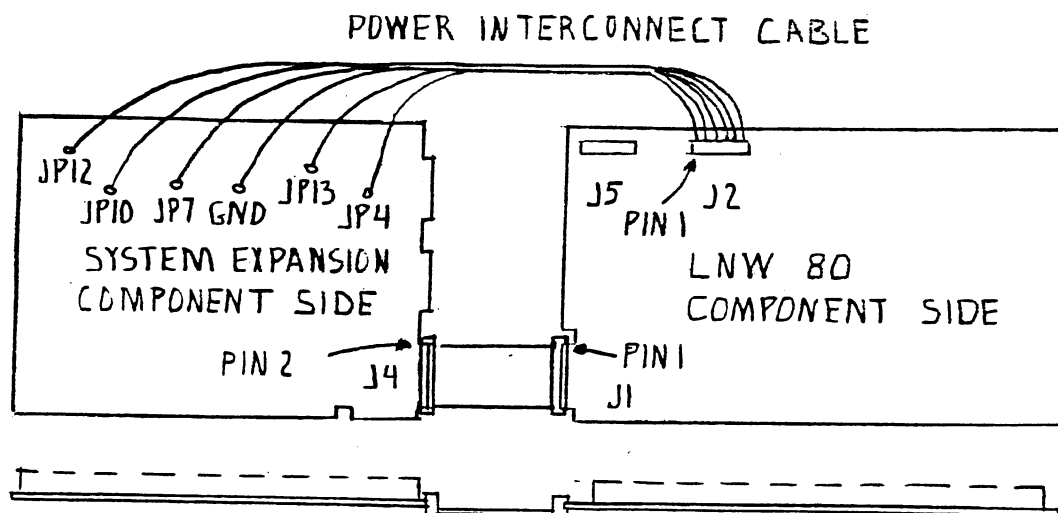 POWER INTERCONNECT CABLE
JP12
JP10
JP7
GND
JP13
JP4
J5
J2
PIN 1
SYSTEM EXPANSION
COMPONENT SIDE
LNW 80
COMPONENT SIDE
PIN 2
J4
PIN 1
J1